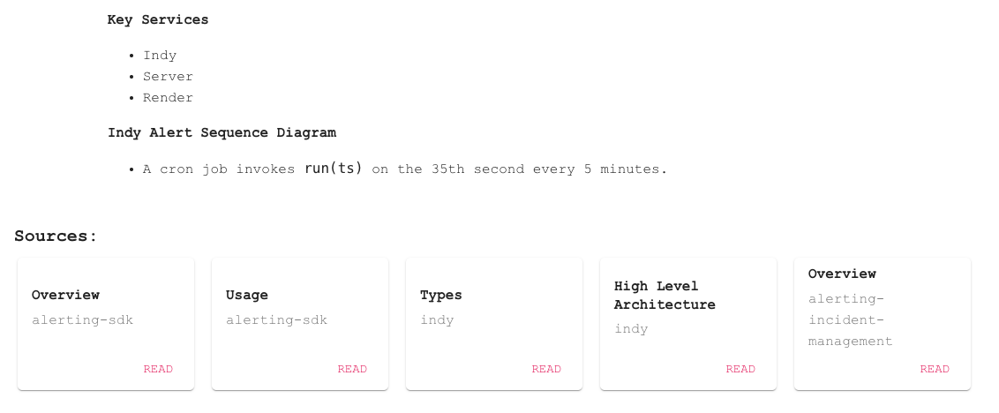 Key Services
• Indy
• Server
• Render
Indy Alert Sequence Diagram
• A cron job invokes run(ts) on the 35th second every 5 minutes.
Sources:
Overview
alerting-sdk
READ
Usage
alerting-sdk
READ
Types
indy
READ
High Level
Architecture
indy
READ
Overview
alerting-
incident-
management
READ